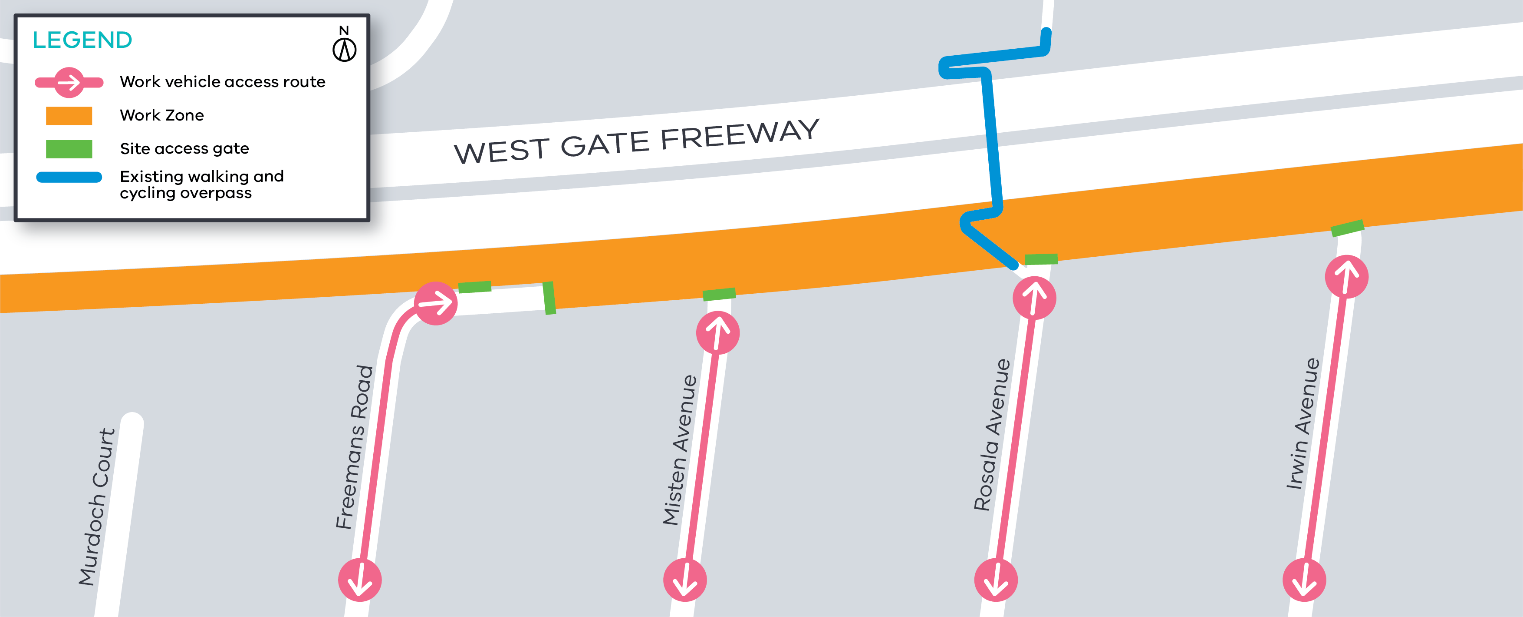 LEGEND
N
Work vehicle access route
Work Zone
Site access gate
Existing walking and
cycling overpass
WEST GATE FREEWAY
Murdoch Court
Freemans Road
Misten Avenue
Rosala Avenue
Irwin Avenue